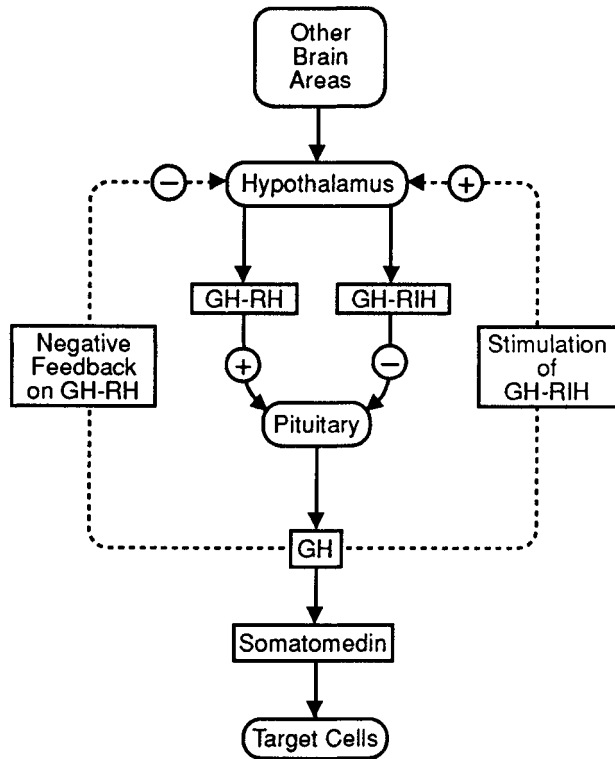 Other
Brain
Areas
−
Hypothalamus
+
GH-RH
GH-RIH
Negative
Feedback
on GH-RH
+
−
Stimulation
of
GH-RIH
Pituitary
GH
Somatomedin
Target Cells